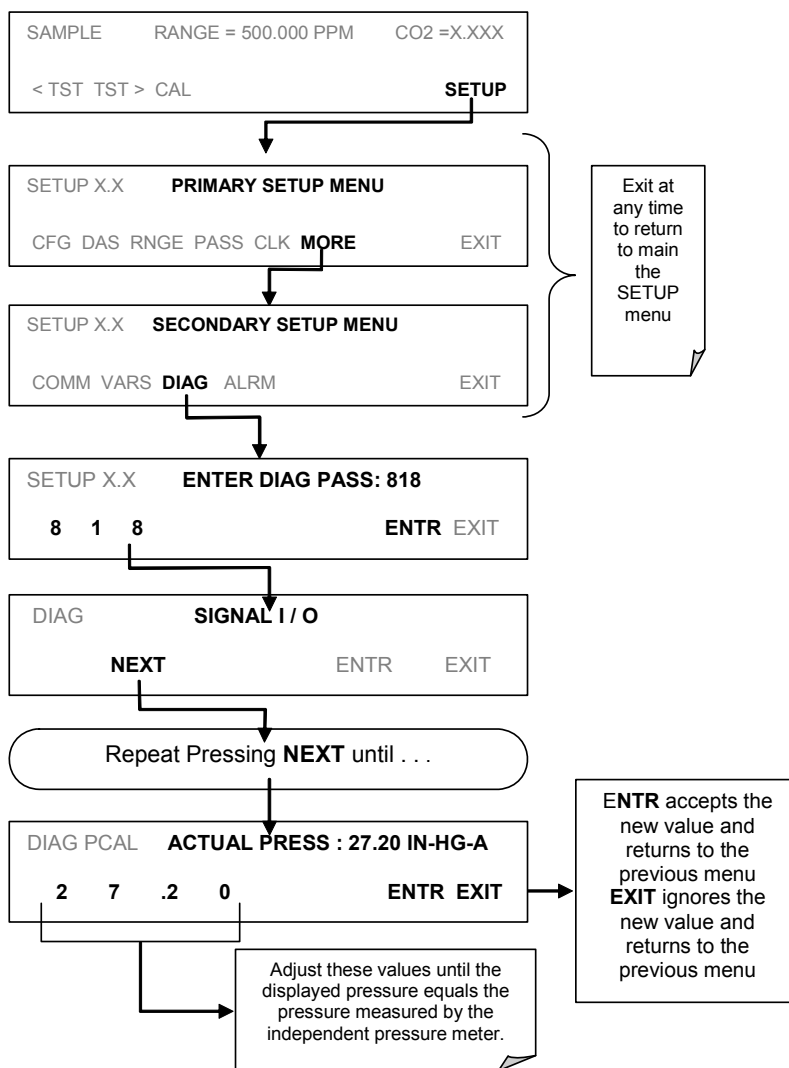 SAMPLE RANGE = 500.000 PPM CO2 =X.XXX
< TST TST > CAL SETUP
SETUP X.X PRIMARY SETUP MENU
CFG DAS RNGE PASS CLK MORE EXIT
Exit at
any time
to return
to main
the
SETUP
menu
SETUP X.X SECONDARY SETUP MENU
COMM VARS DIAG ALRM EXIT
SETUP X.X ENTER DIAG PASS: 818
8 1 8 ENTR EXIT
DIAG SIGNAL I / O
NEXT ENTR EXIT
Repeat Pressing NEXT until . . .
DIAG PCAL ACTUAL PRESS : 27.20 IN-HG-A
2 7 .2 0 ENTR EXIT
ENTR accepts the
new value and
returns to the
previous menu
EXIT ignores the
new value and
returns to the
previous menu
Adjust these values until the
displayed pressure equals the
pressure measured by the
independent pressure meter.